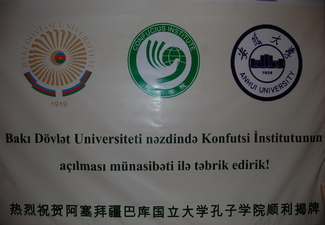 1919
CONFUCIUS INSTITUTE
安徽大学
1928
ANHUI UNIVERSITY
Bakı Dövlət Universiteti nəzdində Konfutsi İnstitutunun
açılması münasibəti ilə təbrik edirik!
热烈祝贺阿塞拜疆巴库国立大学孔子学院顺利揭牌